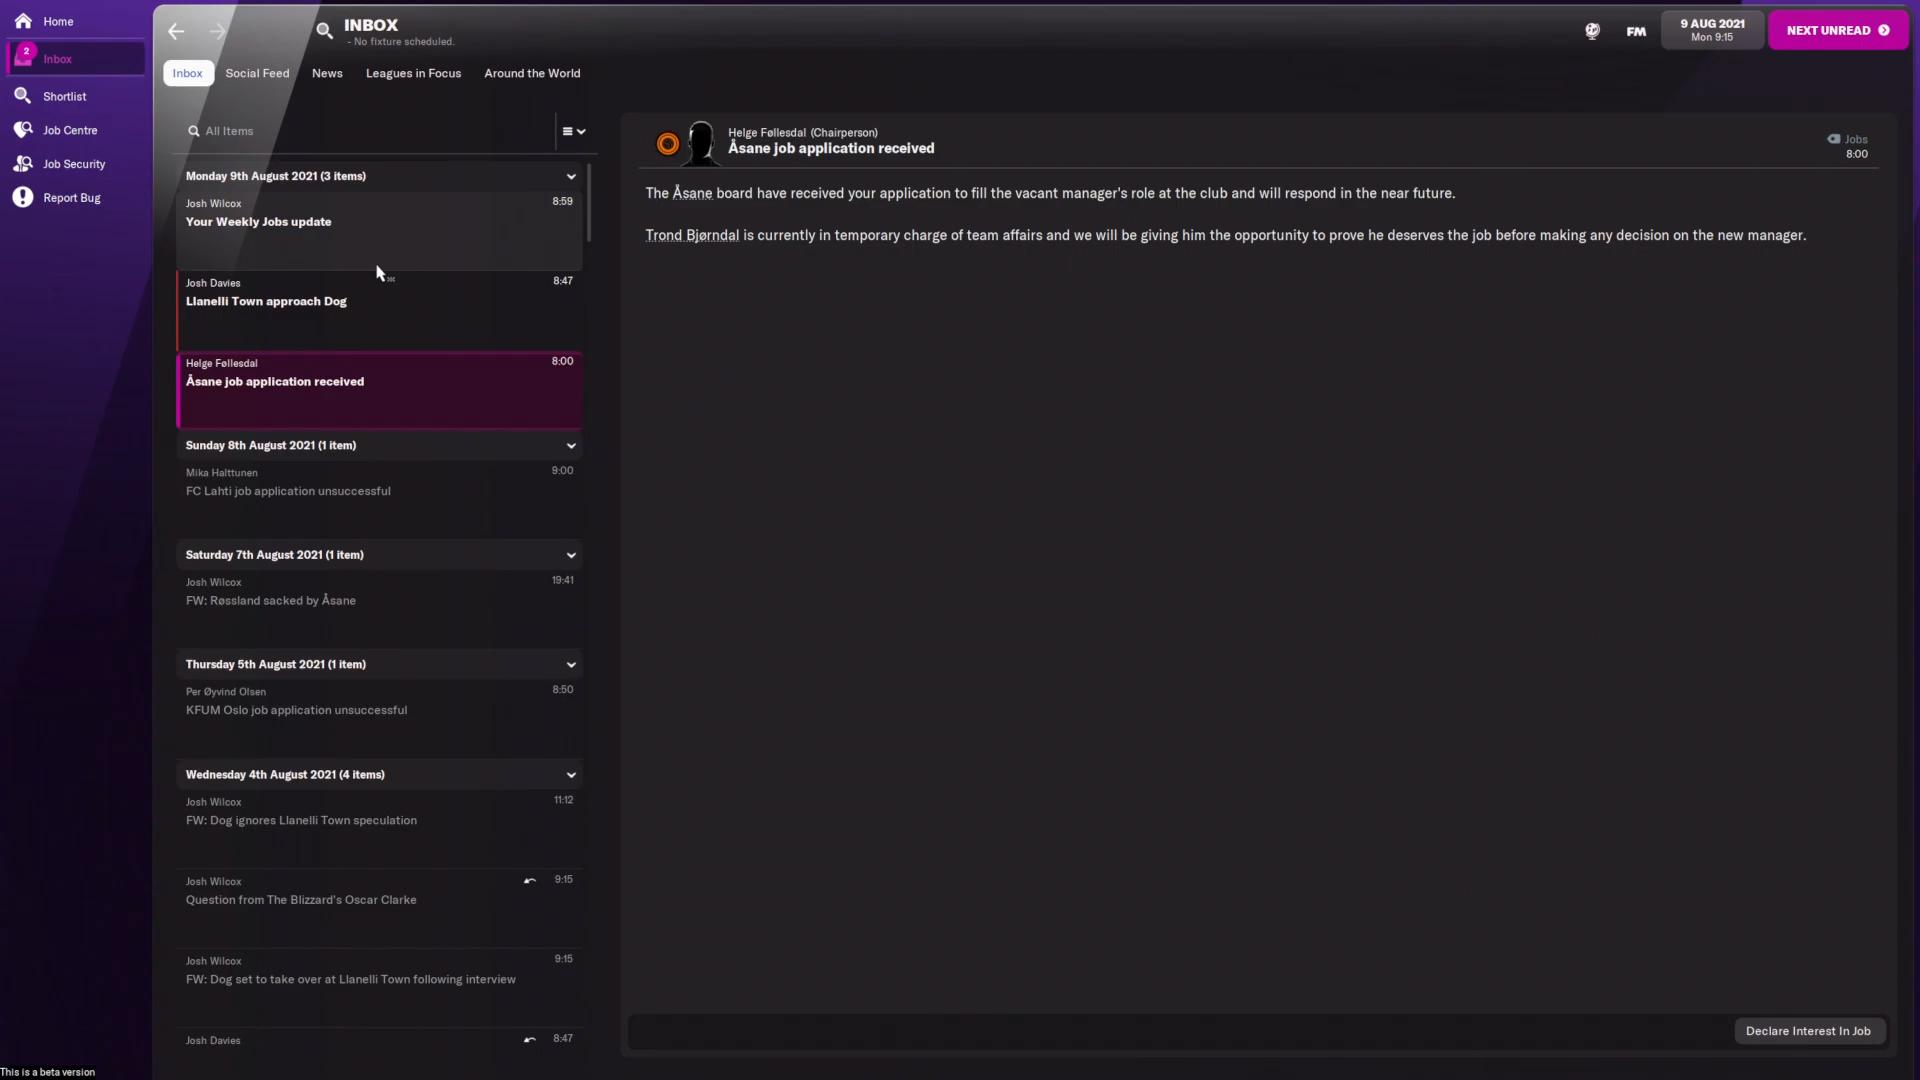 Home
2
Inbox
Shortlist
Job Centre
Job Security
Report Bug
INBOX
- No fixture scheduled.
FM
9 AUG 2021
Mon 9:15
NEXT UNREAD
Inbox
Social Feed
News
Leagues in Focus
Around the World
All Items
Monday 9th August 2021 (3 items)
Josh Wilcox
8:59
Your Weekly Jobs update
Josh Davies
8:47
Llanelli Town approach Dog
Helge Føllesdal
8:00
Åsane job application received
Sunday 8th August 2021 (1 item)
Mika Halttunen
9:00
FC Lahti job application unsuccessful
Saturday 7th August 2021 (1 item)
Josh Wilcox
19:41
FW: Røssland sacked by Åsane
Thursday 5th August 2021 (1 item)
Per Øyvind Olsen
8:50
KFUM Oslo job application unsuccessful
Wednesday 4th August 2021 (4 items)
Josh Wilcox
11:12
FW: Dog ignores Llanelli Town speculation
Josh Wilcox
9:15
Question from The Blizzard's Oscar Clarke
Josh Wilcox
9:15
FW: Dog set to take over at Llanelli Town following interview
Josh Davies
8:47
Helge Føllesdal (Chairperson)
Åsane job application received
Jobs
8:00
The Åsane board have received your application to fill the vacant manager's role at the club and will respond in the near future.
Trond Bjørndal is currently in temporary charge of team affairs and we will be giving him the opportunity to prove he deserves the job before making any decision on the new manager.
Declare Interest In Job
This is a beta version